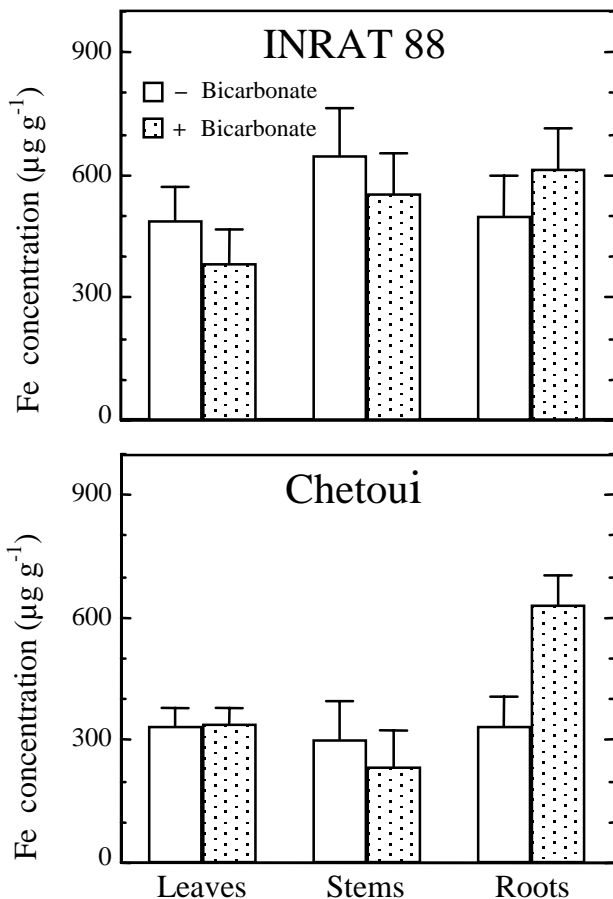 INRAT 88
− Bicarbonate
+ Bicarbonate
Fe concentration (µg g⁻¹)
900
600
300
0
Chetoui
Fe concentration (µg g⁻¹)
900
600
300
0
Leaves Stems Roots